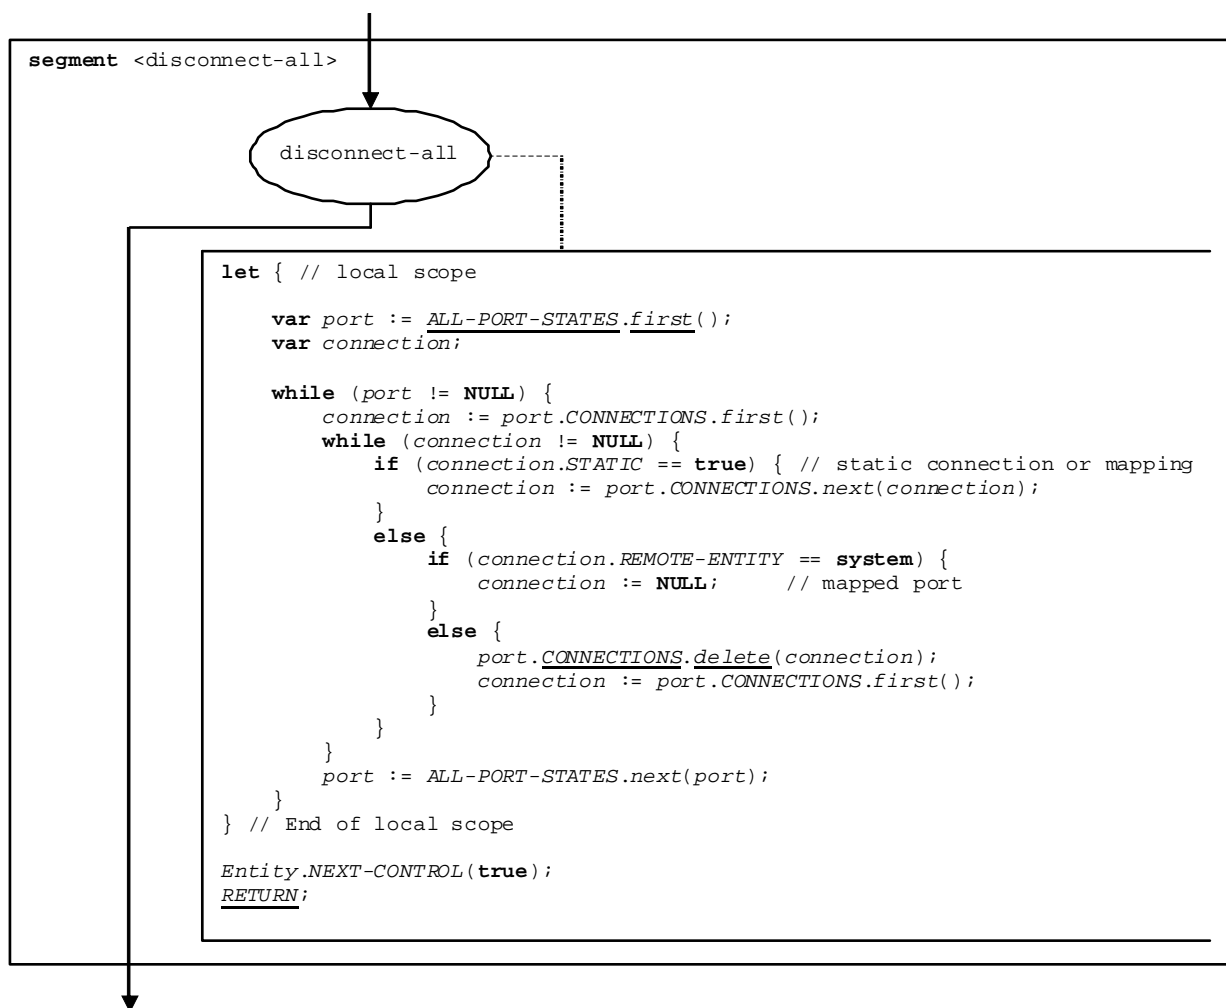 segment <disconnect-all>
disconnect-all
let { // local scope
var port := ALL-PORT-STATES.first();
var connection;
while (port != NULL) {
connection := port.CONNECTIONS.first();
while (connection != NULL) {
if (connection.STATIC == true) { // static connection or mapping
connection := port.CONNECTIONS.next(connection);
}
else {
if (connection.REMOTE-ENTITY == system) {
connection := NULL; // mapped port
}
else {
port.CONNECTIONS.delete(connection);
connection := port.CONNECTIONS.first();
}
}
}
port := ALL-PORT-STATES.next(port);
}
} // End of local scope
Entity.NEXT-CONTROL(true);
RETURN;